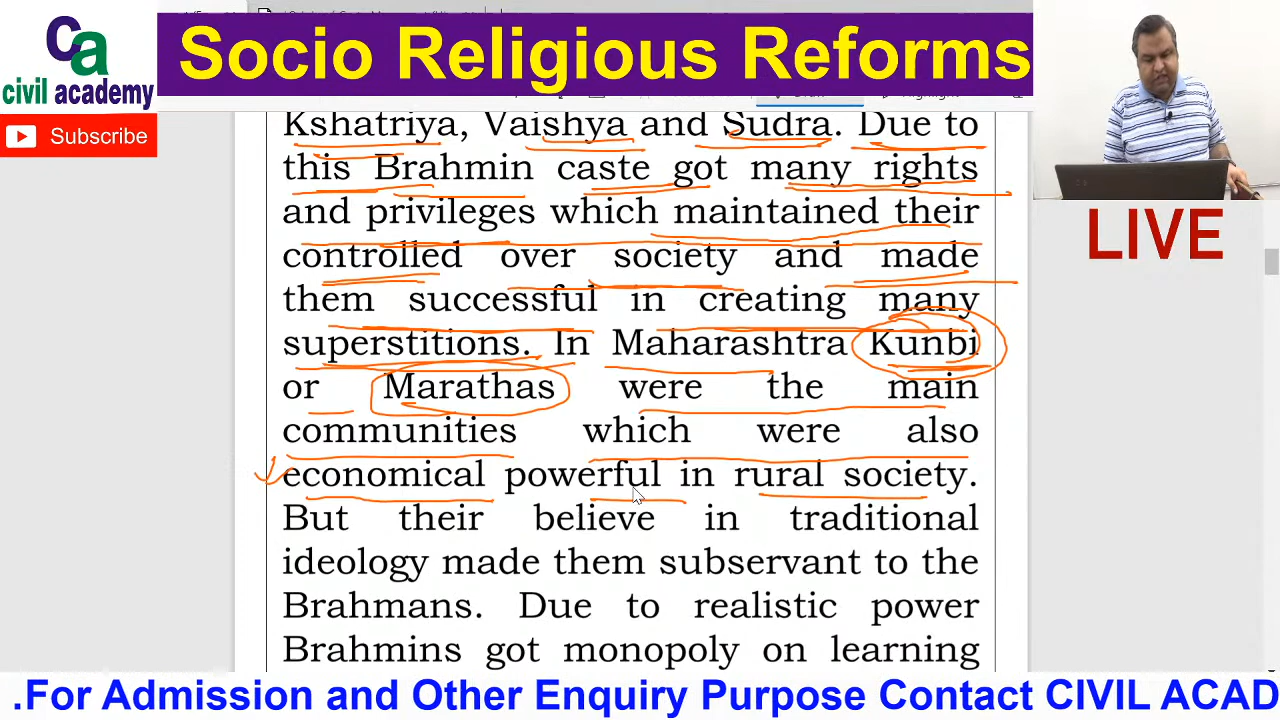 ca
civil academy
Socio Religious Reforms
Subscribe
LIVE
Kshatriya, Vaishya and Sudra. Due to
this Brahmin caste got many rights
and privileges which maintained their
controlled over society and made
them successful in creating many
superstitions. In Maharashtra Kunbi
or Marathas were the main
communities which were also
economical powerful in rural society.
But their believe in traditional
ideology made them subservant to the
Brahmans. Due to realistic power
Brahmins got monopoly on learning
.For Admission and Other Enquiry Purpose Contact CIVIL ACAD